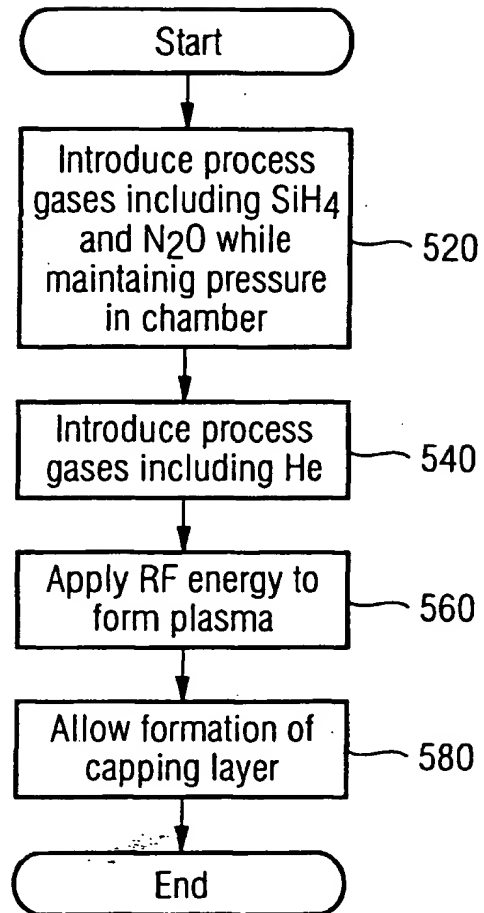 Start
Introduce process
gases including SiH4
and N2O while
maintainig pressure
in chamber
520
Introduce process
gases including He
540
Apply RF energy to
form plasma
560
Allow formation of
capping layer
580
End